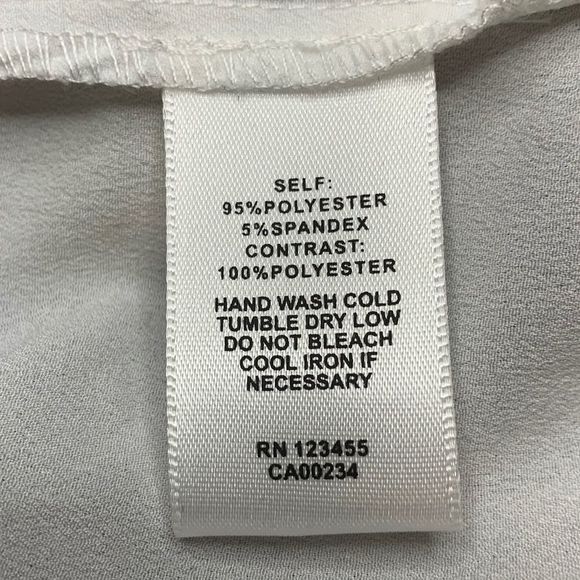 SELF:
95%POLYESTER
5%SPANDEX
CONTRAST:
100%POLYESTER
HAND WASH COLD
TUMBLE DRY LOW
DO NOT BLEACH
COOL IRON IF
NECESSARY
RN 123455
CA00234